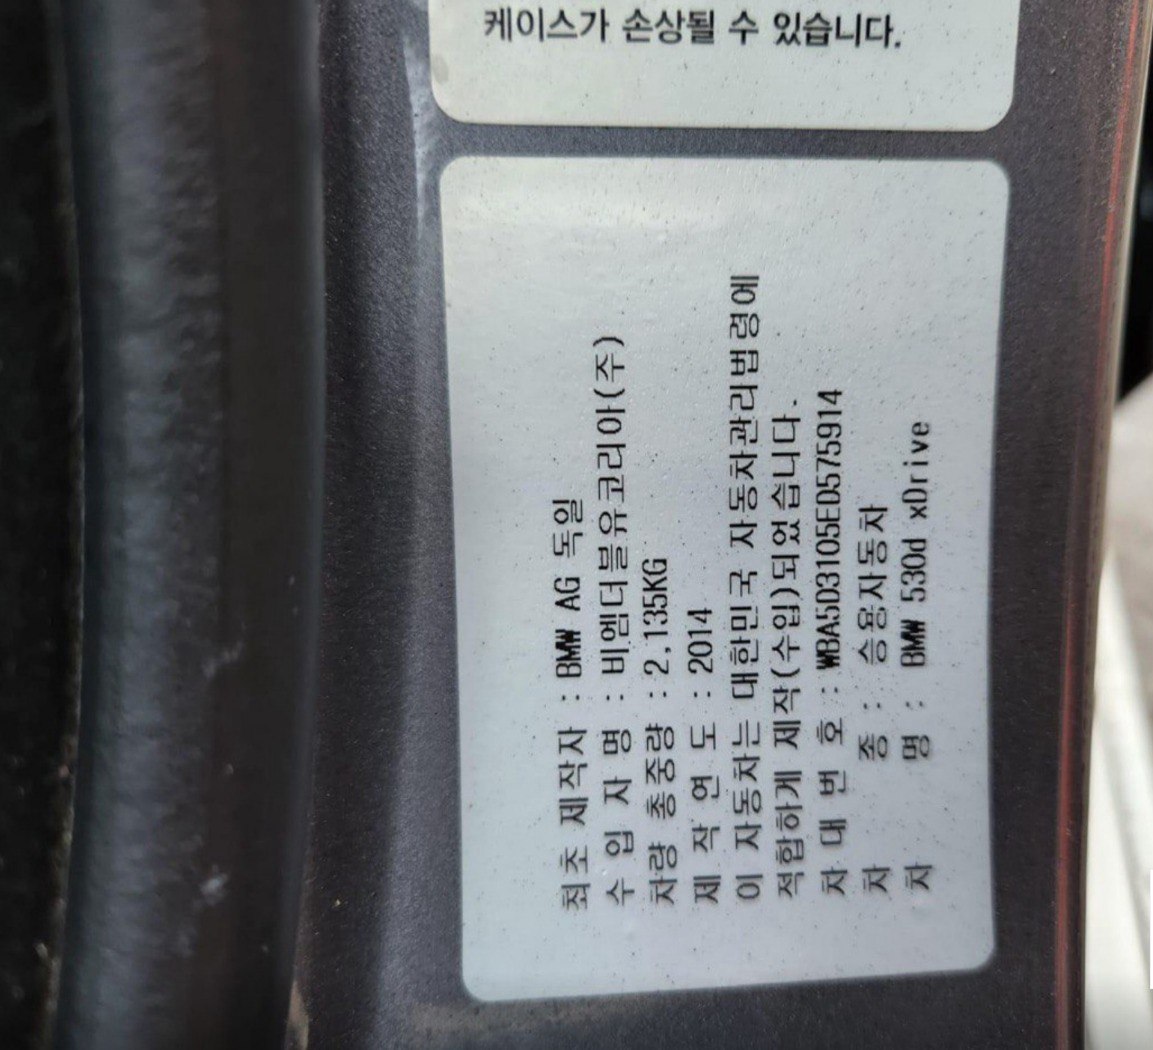 케이스가 손상될 수 있습니다.
최초 제작자 : BMW AG 독일
수 입 자 명 : 비엠더블유코리아(주)
차량 총중량 : 2,135KG
제 작 연 도 : 2014
이 자동차는 대한민국 자동차관리법령에
적합하게 제작(수입)되었습니다.
차 대 번 호 : WBA5D3105ED575914
차 종 : 승용자동차
차 명 : BMW 530d xDrive